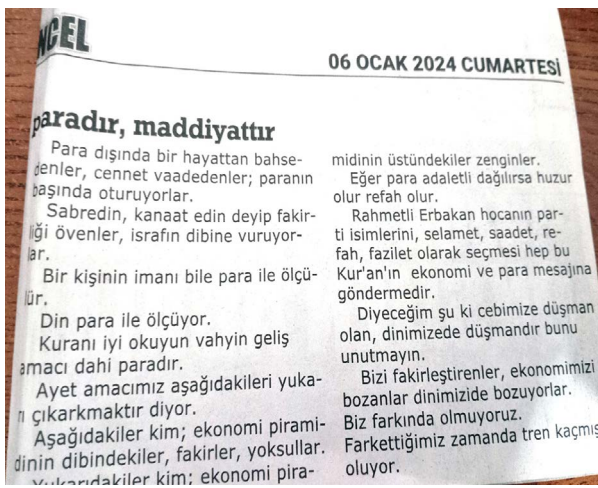 NCEL
06 OCAK 2024 CUMARTESİ
paradır, maddiyattır
Para dışında bir hayattan bahse-
denler, cennet vaadedenler; paranın
başında oturuyorlar.
Sabredin, kanaat edin deyip fakir-
liği övenler, israfın dibine vuruyor-
lar.
Bir kişinin imanı bile para ile ölçü-
lür.
Din para ile ölçüyor.
Kuranı iyi okuyun vahyin geliş
amacı dahi paradır.
Ayet amacımız aşağıdakileri yuka-
rı çıkarkmaktır diyor.
Aşağıdakiler kim; ekonomi pirami-
dinin dibindekiler, fakirler, yoksullar.
Yukarıdakiler kim; ekonomi pira-
midinin üstündekiler zenginler.
Eğer para adaletli dağılırsa huzur
olur refah olur.
Rahmetli Erbakan hocanın par-
ti isimlerini, selamet, saadet, re-
fah, fazilet olarak seçmesi hep bu
Kur'an'ın ekonomi ve para mesajına
göndermedir.
Diyeceğim şu ki cebimize düşman
olan, dinimizede düşmandır bunu
unutmayın.
Bizi fakirleştirenler, ekonomimizi
bozanlar dinimizide bozuyorlar.
Biz farkında olmuyoruz.
Farkettiğimiz zamanda tren kaçmış
oluyor.